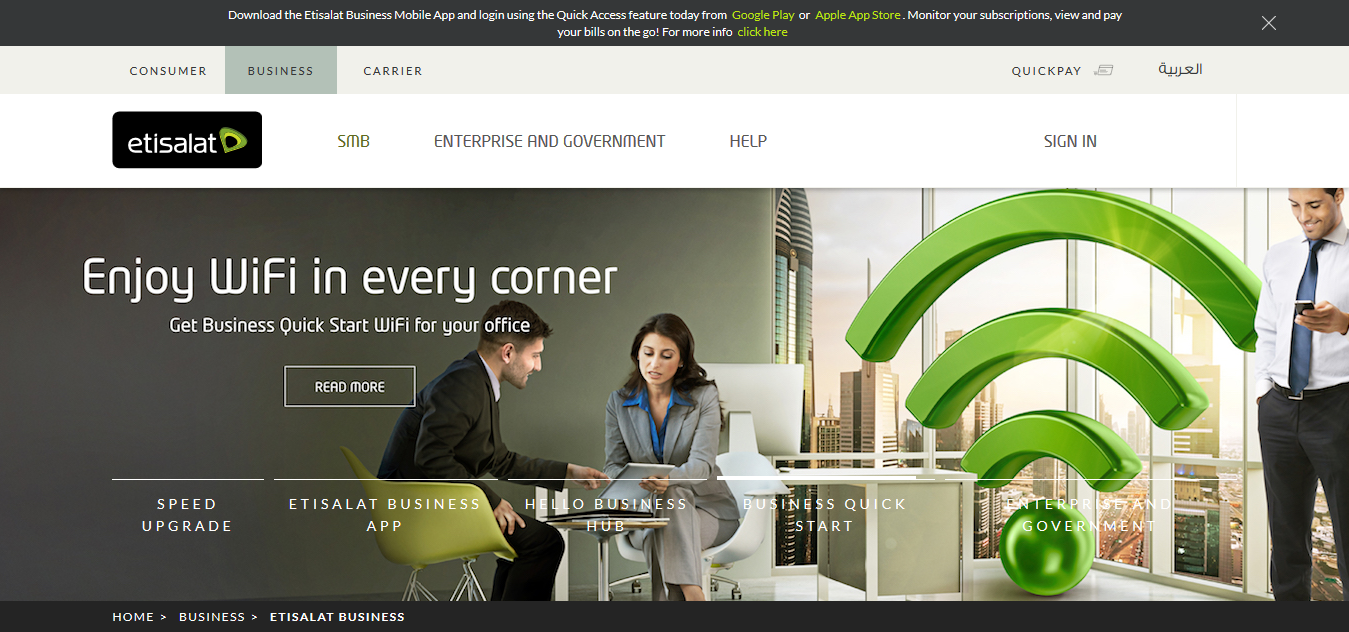 Download the Etisalat Business Mobile App and login using the Quick Access feature today from Google Play or Apple App Store. Monitor your subscriptions, view and pay
your bills on the go! For more info click here
CONSUMER BUSINESS CARRIER QUICKPAY العربية
etisalat SMB ENTERPRISE AND GOVERNMENT HELP SIGN IN
Enjoy WiFi in every corner
Get Business Quick Start WiFi for your office
READ MORE
SPEED
UPGRADE
ETISALAT BUSINESS
APP
HELLO BUSINESS
HUB
BUSINESS QUICK
START
ENTERPRISE AND
GOVERNMENT
HOME > BUSINESS > ETISALAT BUSINESS